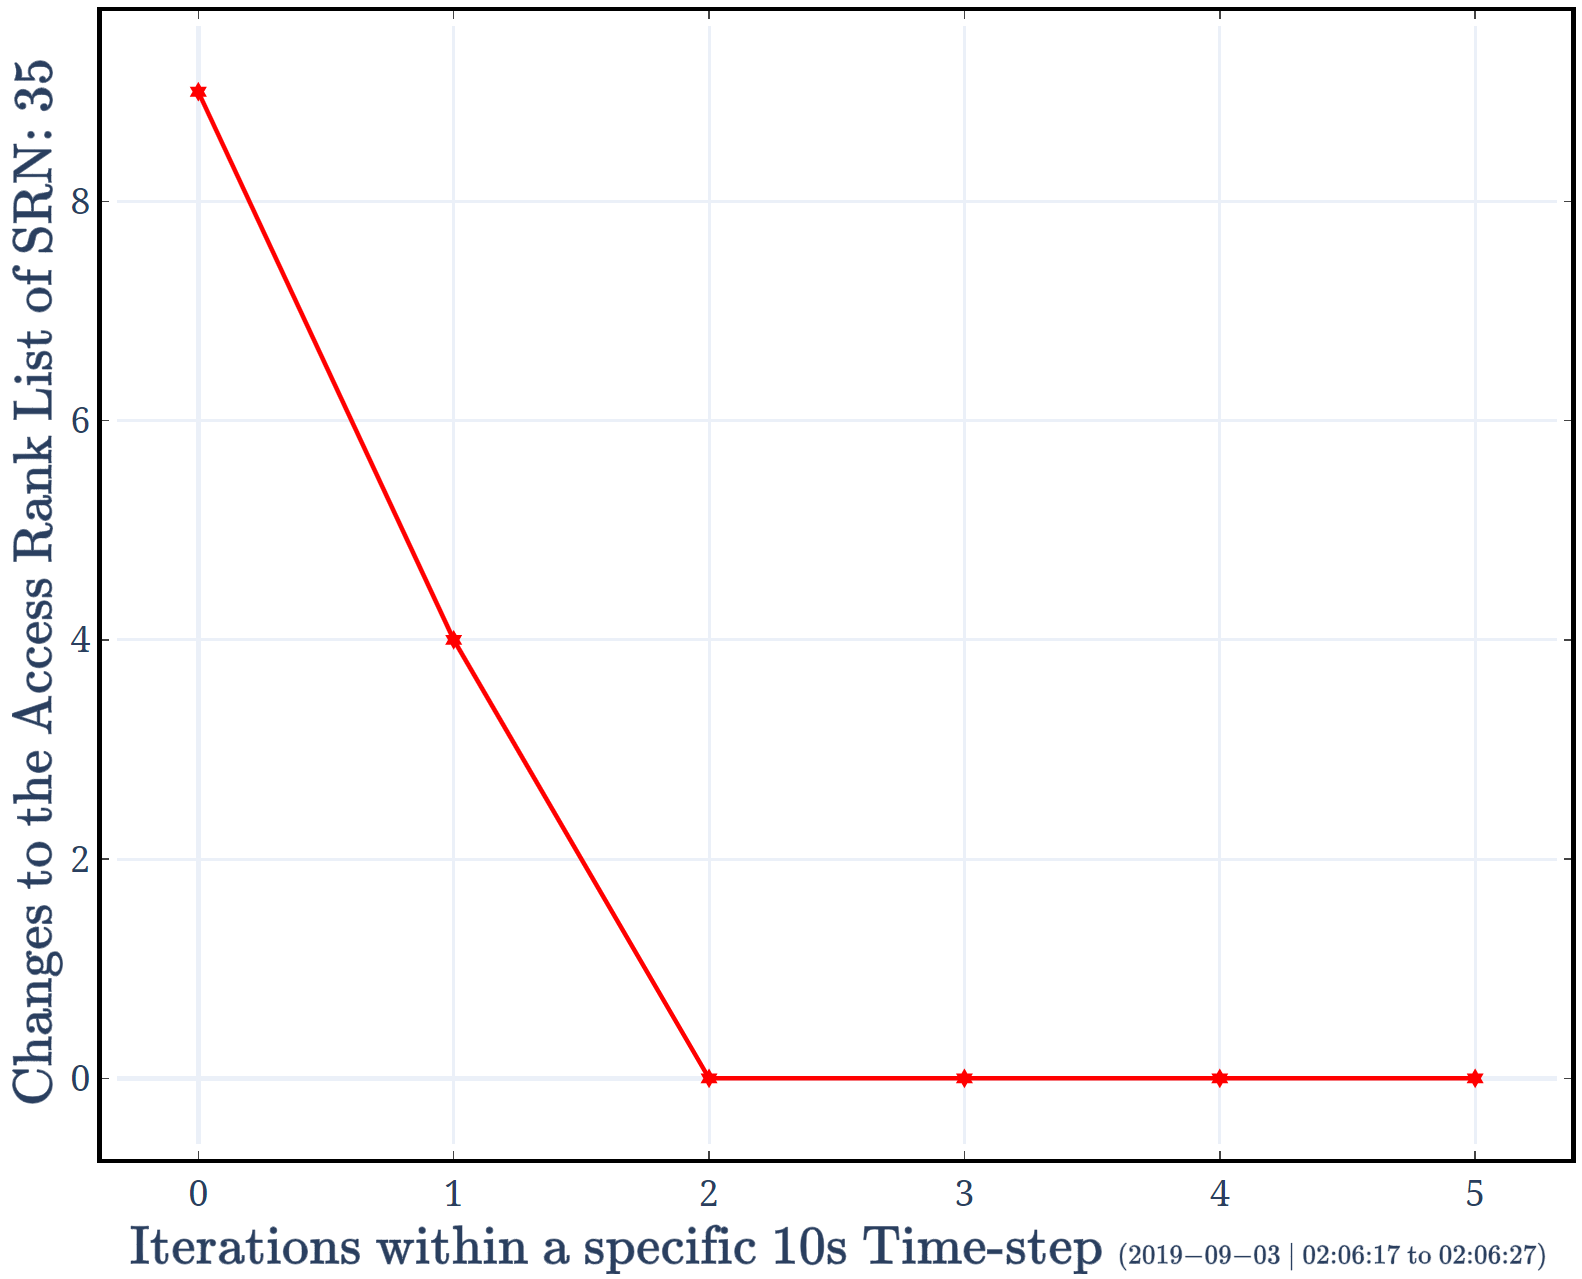 Changes to the Access Rank List of SRN: 35
8
6
4
2
0
0 1 2 3 4 5
Iterations within a specific 10s Time-step (2019−09−03 | 02:06:17 to 02:06:27)